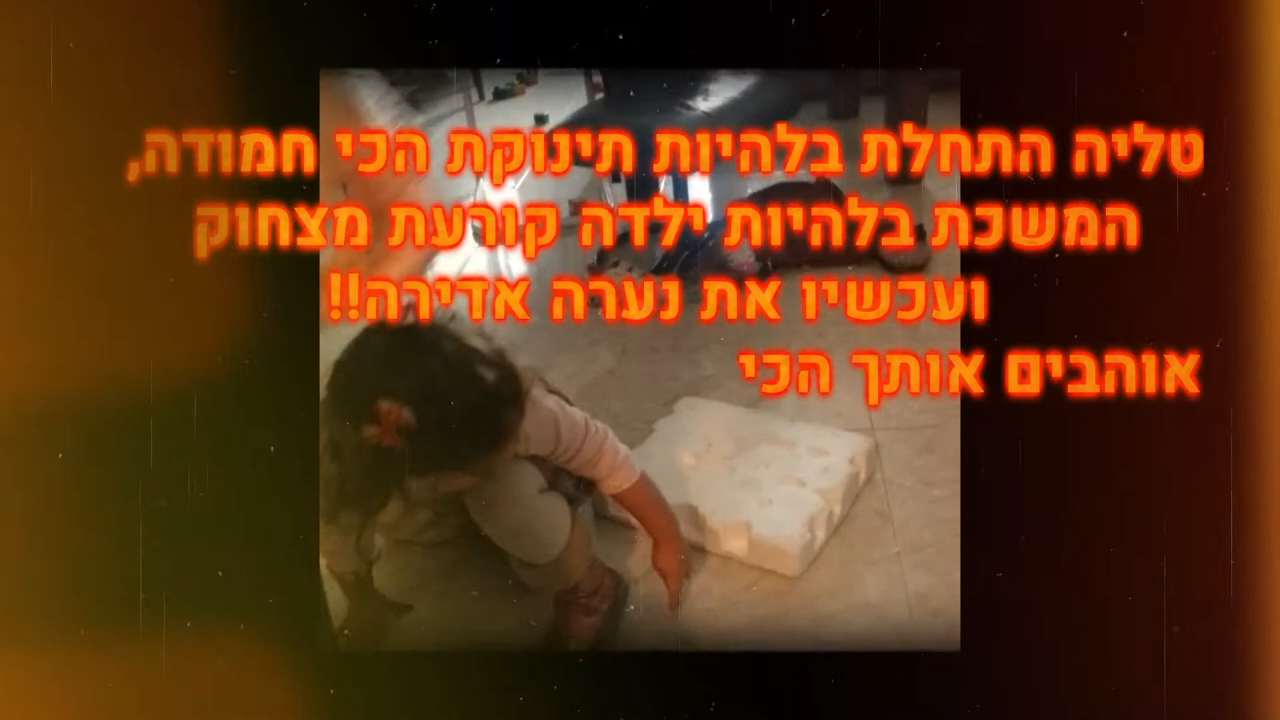 טליה התחלת בלהיות תינוקת הכי חמודה,
המשכת בלהיות ילדה קורעת מצחוק
ועכשיו את נערה אדירה!!
אוהבים אותך הכי